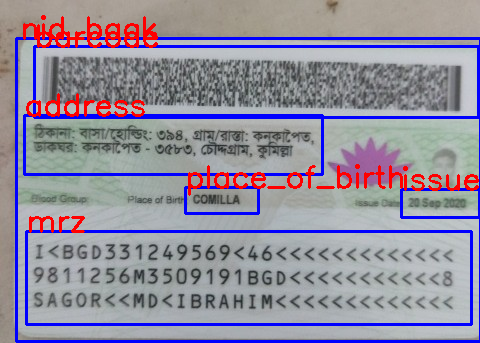 nid_back
barcode
address
ঠিকানা: বাসা/হোল্ডিং: ৩৯৪, গ্রাম/রাস্তা: কনকাপৈত,
ডাকঘর: কনকাপৈত - ৩৫৮৩, চৌদ্দগ্রাম, কুমিল্লা
place_of_birth issue
Blood Group: Place of Birth COMILLA Issue Date 20 Sep 2020
mrz
I<BGD331249569<46<<<<<<<<<<<<<
9811256M3509191BGD<<<<<<<<<<<8
SAGOR<<MD<IBRAHIM<<<<<<<<<<<<<